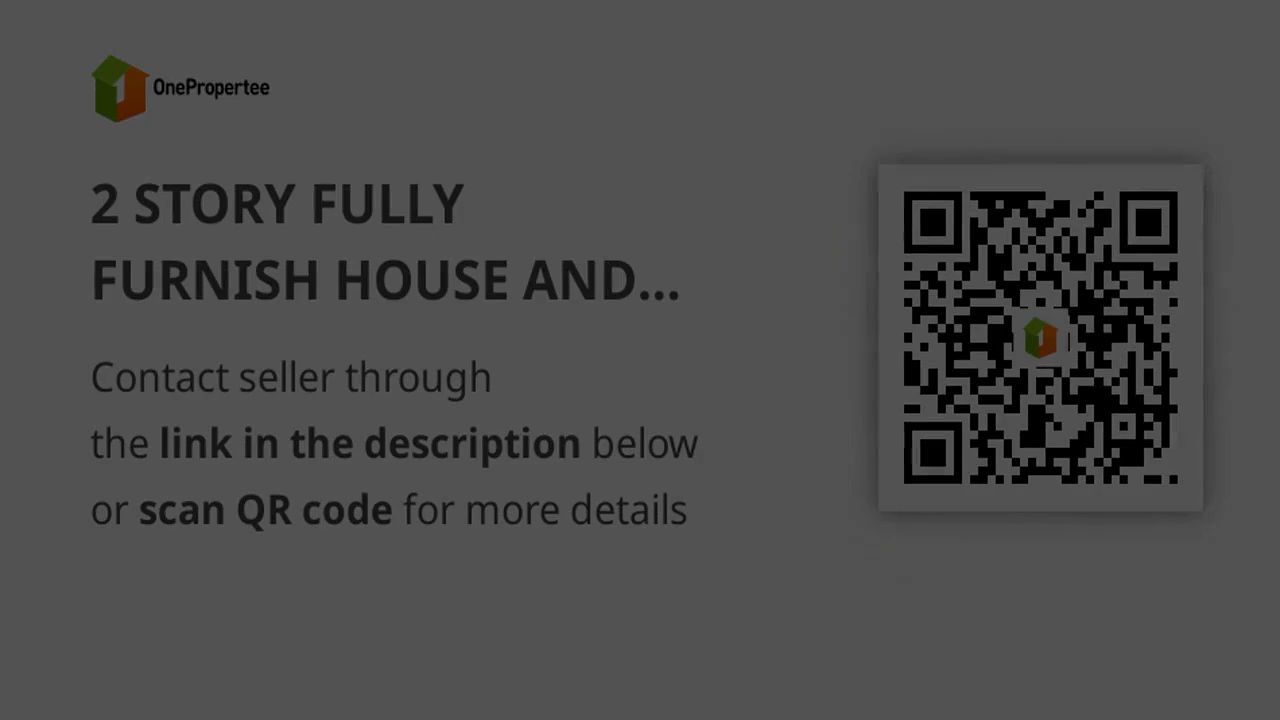 OnePropertee
2 STORY FULLY
FURNISH HOUSE AND...
Contact seller through
the link in the description below
or scan QR code for more details